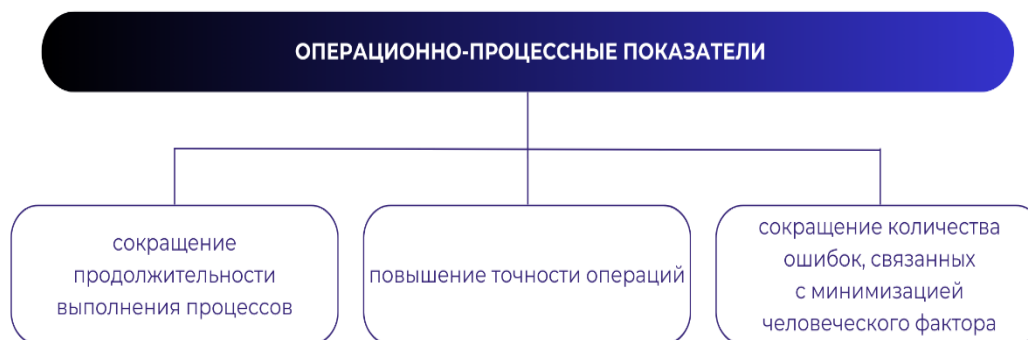 ОПЕРАЦИОННО-ПРОЦЕССНЫЕ ПОКАЗАТЕЛИ
сокращение
продолжительности
выполнения процессов
повышение точности операций
сокращение количества
ошибок, связанных
с минимизацией
человеческого фактора